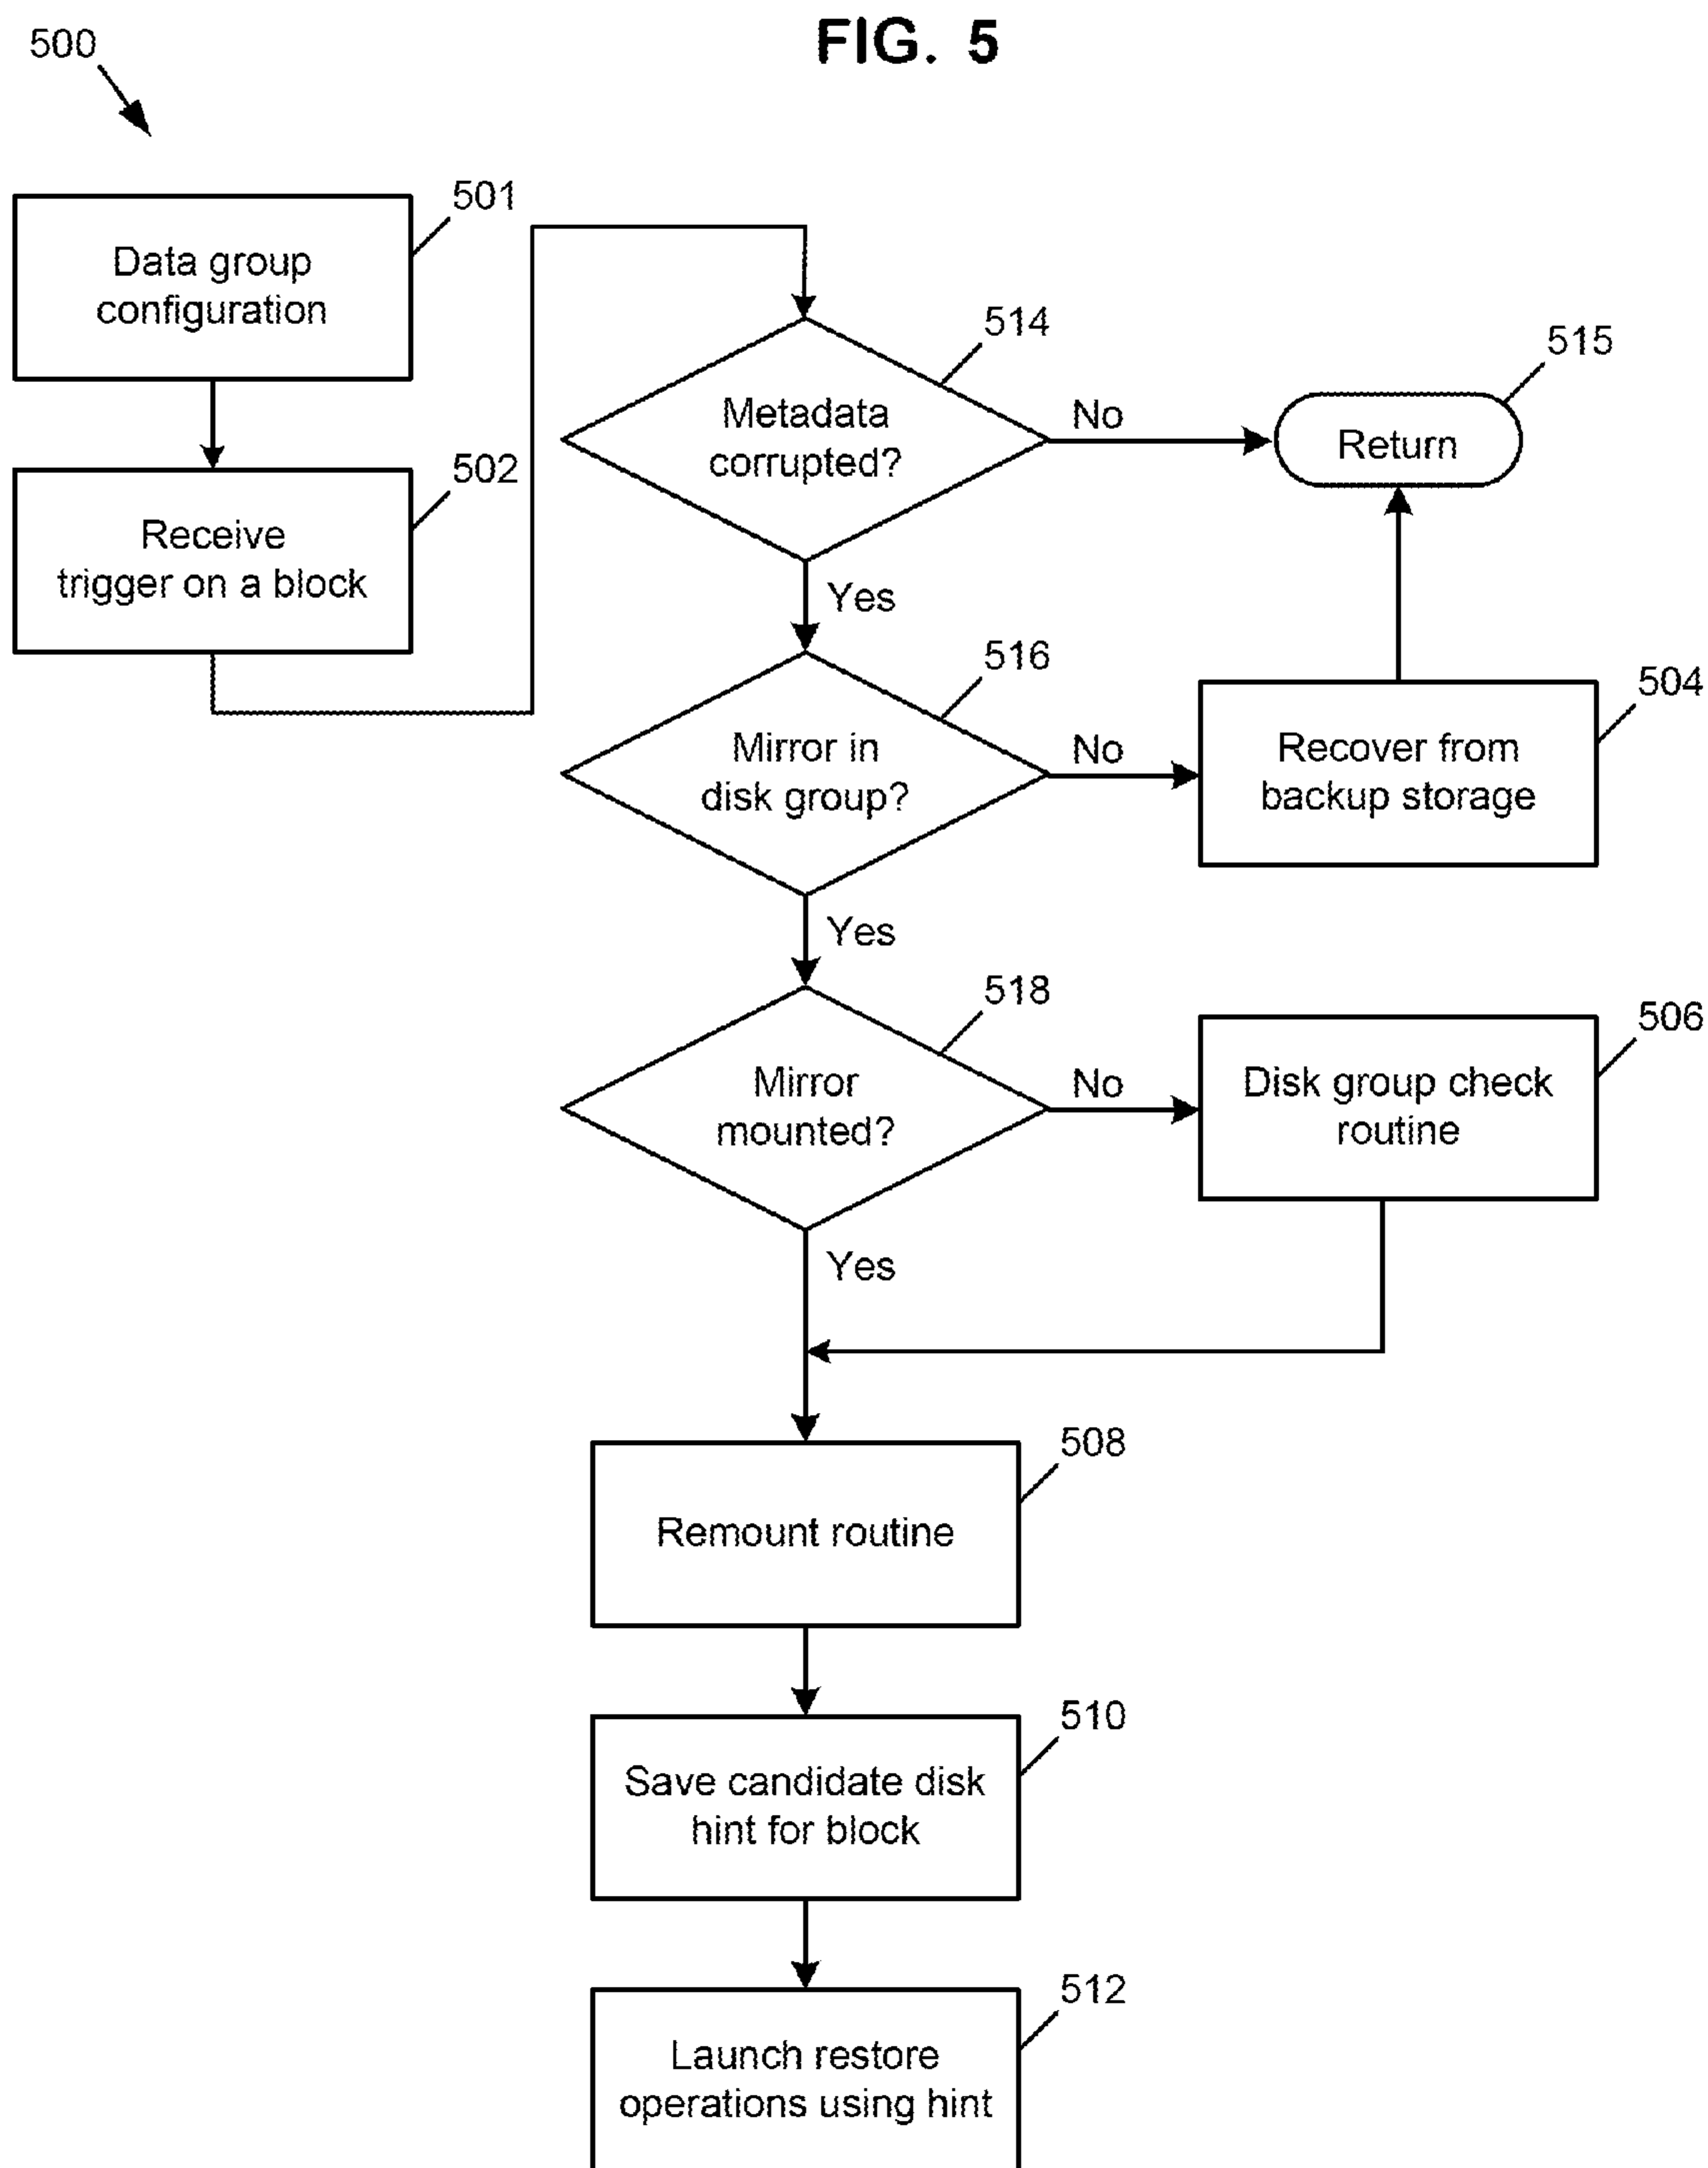 FIG. 5
500
501
Data group
configuration
502
Receive
trigger on a block
514
Metadata
corrupted?
No
515
Return
Yes
516
Mirror in
disk group?
No
504
Recover from
backup storage
Yes
518
Mirror
mounted?
No
506
Disk group check
routine
Yes
508
Remount routine
510
Save candidate disk
hint for block
512
Launch restore
operations using hint